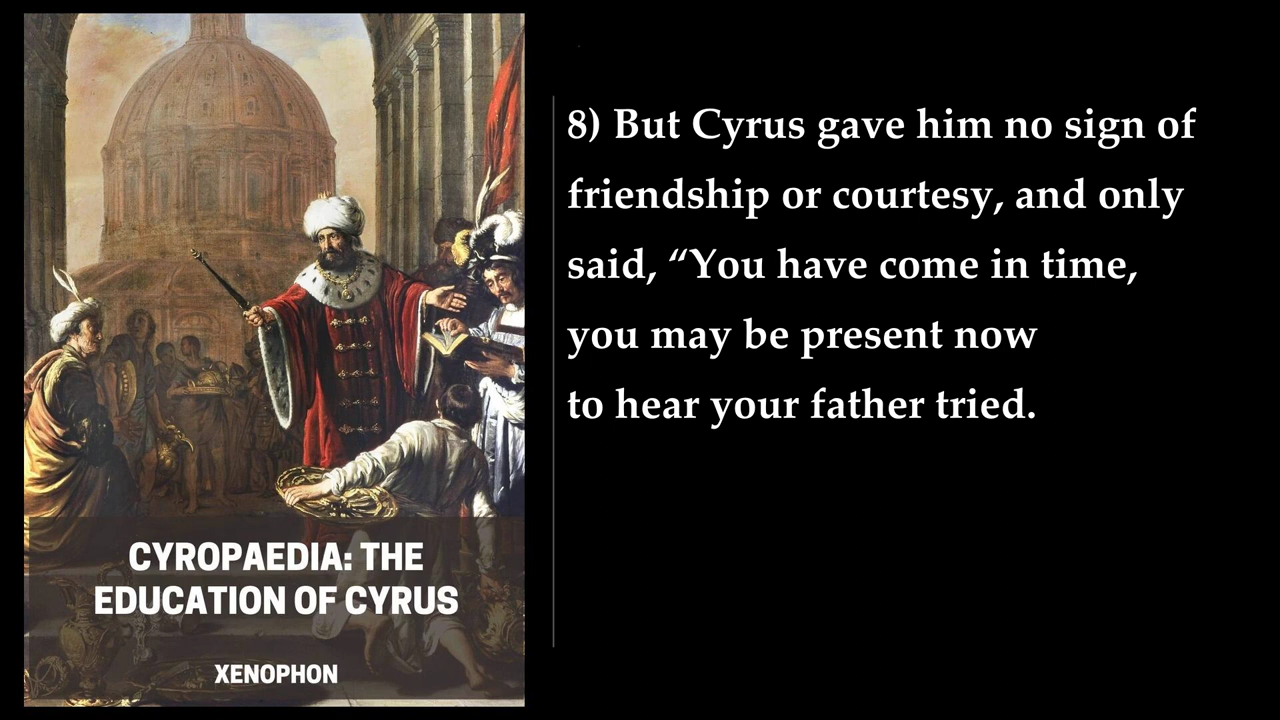 CYROPAEDIA: THE
EDUCATION OF CYRUS
XENOPHON
8) But Cyrus gave him no sign of
friendship or courtesy, and only
said, “You have come in time,
you may be present now
to hear your father tried.